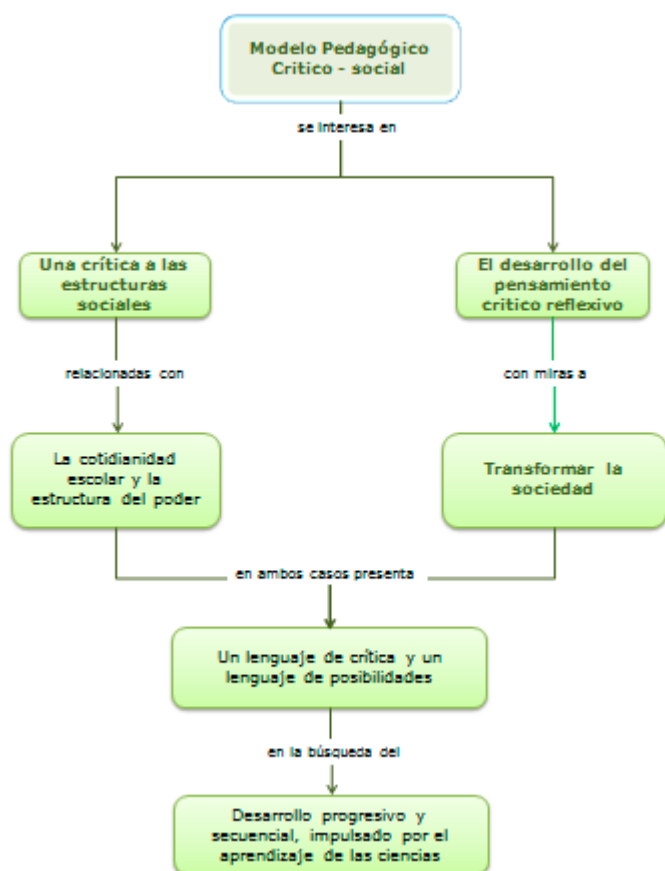 Modelo Pedagógico
Critico - social
se interesa en
Una crítica a las
estructuras
sociales
El desarrollo del
pensamiento
critico reflexivo
relacionadas con
con miras a
La cotidianidad
escolar y la
estructura del poder
Transformar la
sociedad
en ambos casos presenta
Un lenguaje de crítica y un
lenguaje de posibilidades
en la búsqueda del
Desarrollo progresivo y
secuencial, impulsado por el
aprendizaje de las ciencias